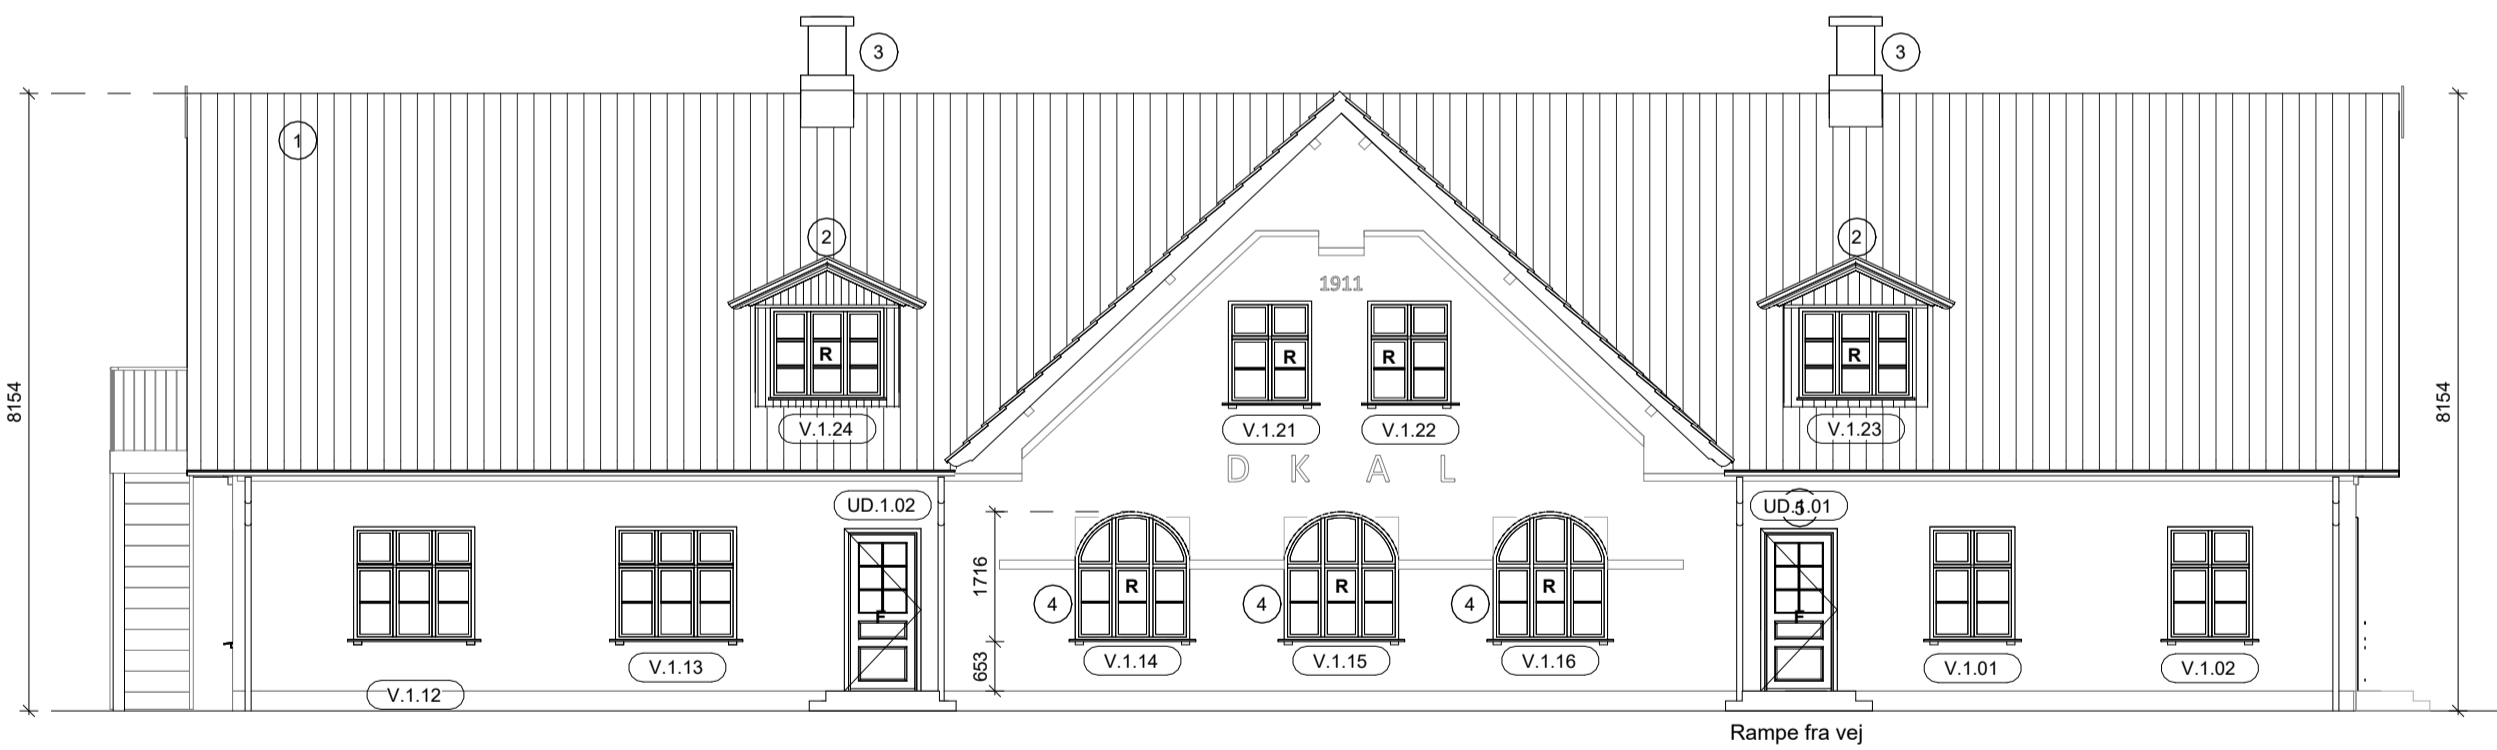 3
3
1
2
2
1911
R
R
R
R
8154
8154
V.1.24
V.1.21
V.1.22
V.1.23
D K A L
UD.1.02
UD.1.01
5
1716
R
R
R
4
4
4
F
F
653
V.1.14
V.1.15
V.1.16
V.1.13
V.1.01
V.1.02
V.1.12
Rampe fra vej